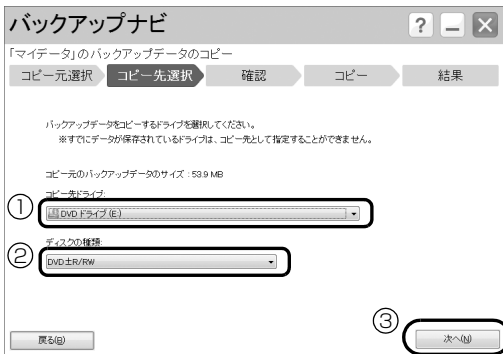 バックアップナビ
? － ×
「マイデータ」のバックアップデータのコピー
コピー元選択 コピー先選択 確認 コピー 結果
バックアップデータをコピーするドライブを選択してください。
※すでにデータが保存されているドライブは、コピー先として指定することができません。
コピー元のバックアップデータのサイズ : 53.9 MB
コピー先ドライブ:
① DVD ドライブ (E:)
ディスクの種類:
② DVD±R/RW
③
戻る(B) 次へ(N)